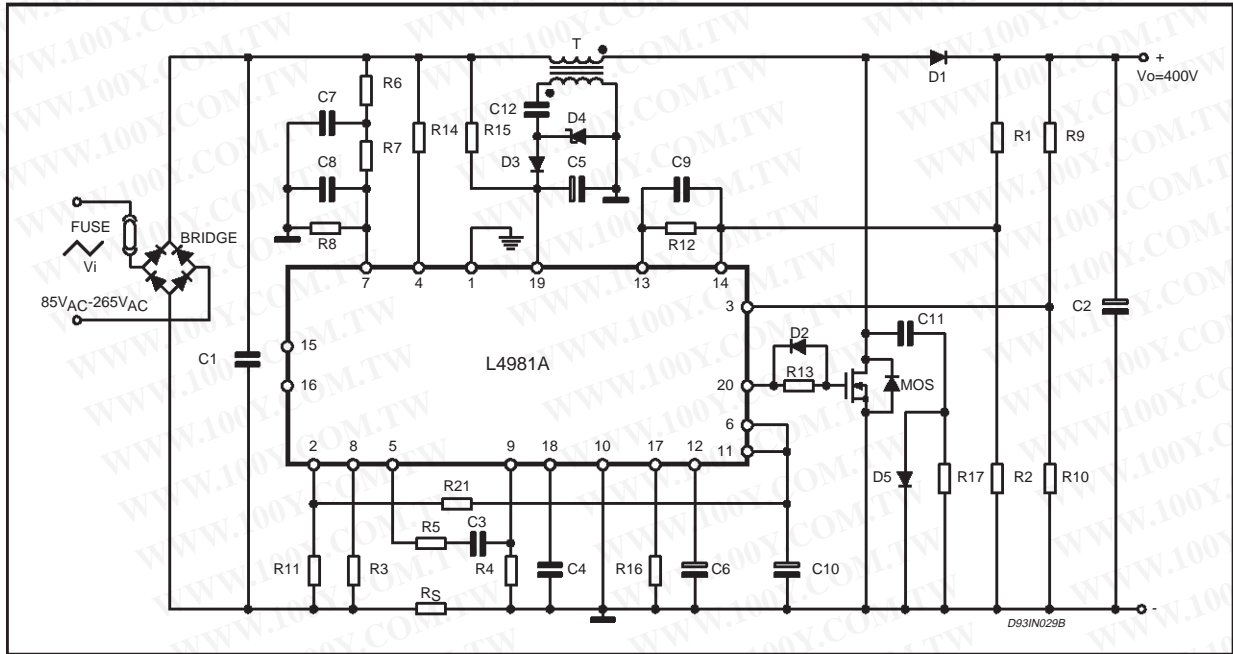 T
+
Vo=400V
D1
C7
R6
C12
D4
R14
R15
R1
R9
C8
R7
D3
C5
C9
FUSE
BRIDGE
R8
R12
Vi
85VAC-265VAC
7
4
1
19
13
14
3
C2
C11
D2
C1
15
L4981A
R13
MOS
16
20
6
11
2
8
5
9
18
10
17
12
D5
R17
R2
R10
R21
R5
C3
R11
R3
R4
C4
R16
C6
C10
RS
-
D93IN029B
WWW.100Y.COM.TW